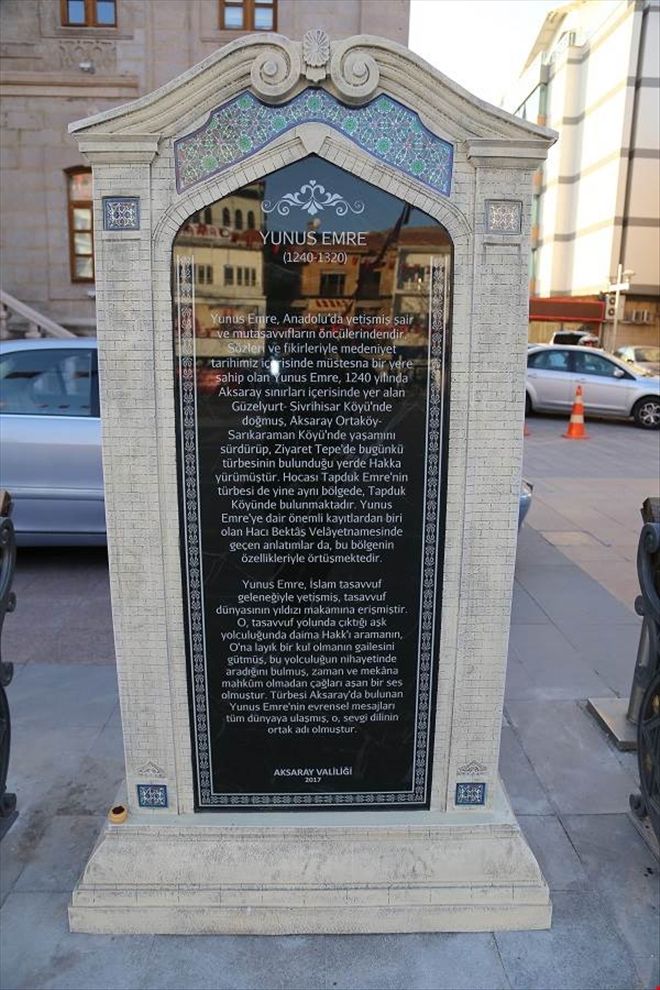 YUNUS EMRE
(1240-1320)
Yunus Emre, Anadolu'da yetişmiş şair
ve mutasavvıfların öncülerindendir.
Sözleri ve fikirleriyle medeniyet
tarihimiz içerisinde müstesna bir yere
sahip olan Yunus Emre, 1240 yılında
Aksaray sınırları içerisinde yer alan
Güzelyurt- Sivrihisar Köyü'nde
doğmuş, Aksaray Ortaköy-
Sarıkaraman Köyü'nde yaşamını
sürdürüp, Ziyaret Tepe'de bugünkü
türbesinin bulunduğu yerde Hakka
yürümüştür. Hocası Tapduk Emre'nin
türbesi de yine aynı bölgede, Tapduk
Köyünde bulunmaktadır. Yunus
Emre'ye dair önemli kayıtlardan biri
olan Hacı Bektâş Velâyetnamesinde
geçen anlatımlar da, bu bölgenin
özellikleriyle örtüşmektedir.
Yunus Emre, İslam tasavvuf
geleneğiyle yetişmiş, tasavvuf
dünyasının yıldızı makamına erişmiştir.
O, tasavvuf yolunda çıktığı aşk
yolculuğunda daima Hakk'ı aramanın,
O'na layık bir kul olmanın gailesini
gütmüş, bu yolculuğun nihayetinde
aradığını bulmuş, zaman ve mekâna
mahkûm olmadan çağları aşan bir ses
olmuştur. Türbesi Aksaray'da bulunan
Yunus Emre'nin evrensel mesajları
tüm dünyaya ulaşmış, o, sevgi dilinin
ortak adı olmuştur.
AKSARAY VALİLİĞİ
2017